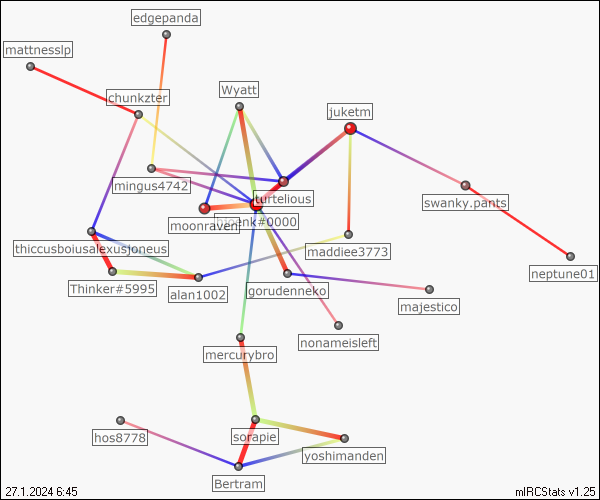 edgepanda
mattnesslp
chunkzter
Wyatt
juketm
mingus4742
turtelious
swanky.pants
moonraven
#0000
thiccusboiusalexusjoneus
maddiee3773
neptune01
Thinker#5995
alan1002
gorudenneko
majestico
nonameisleft
mercurybro
hos8778
sorapie
yoshimanden
Bertram
27.1.2024 6:45
mIRCStats v1.25